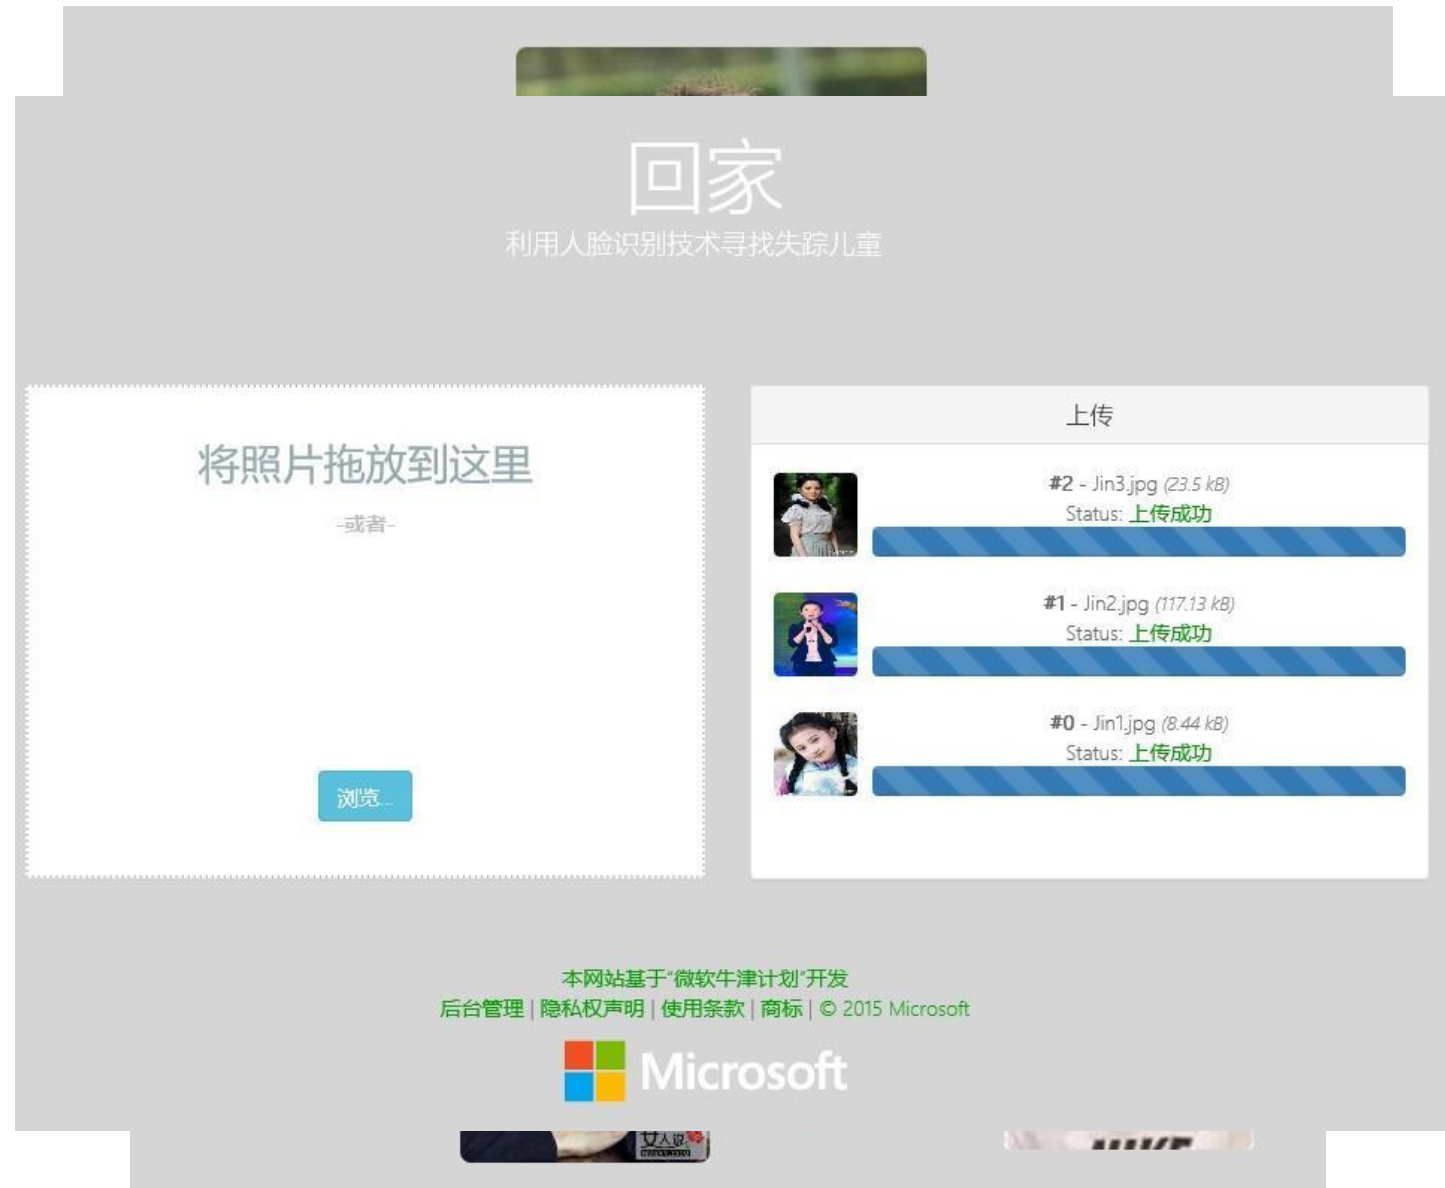 回家
利用人脸识别技术寻找失踪儿童
将照片拖放到这里
-或者-
浏览...
上传
#2 - Jin3.jpg (23.5 kB)
Status: 上传成功
#1 - Jin2.jpg (117.13 kB)
Status: 上传成功
#0 - Jin1.jpg (8.44 kB)
Status: 上传成功
本网站基于“微软牛津计划”开发
后台管理 | 隐私权声明 | 使用条款 | 商标 | © 2015 Microsoft
Microsoft